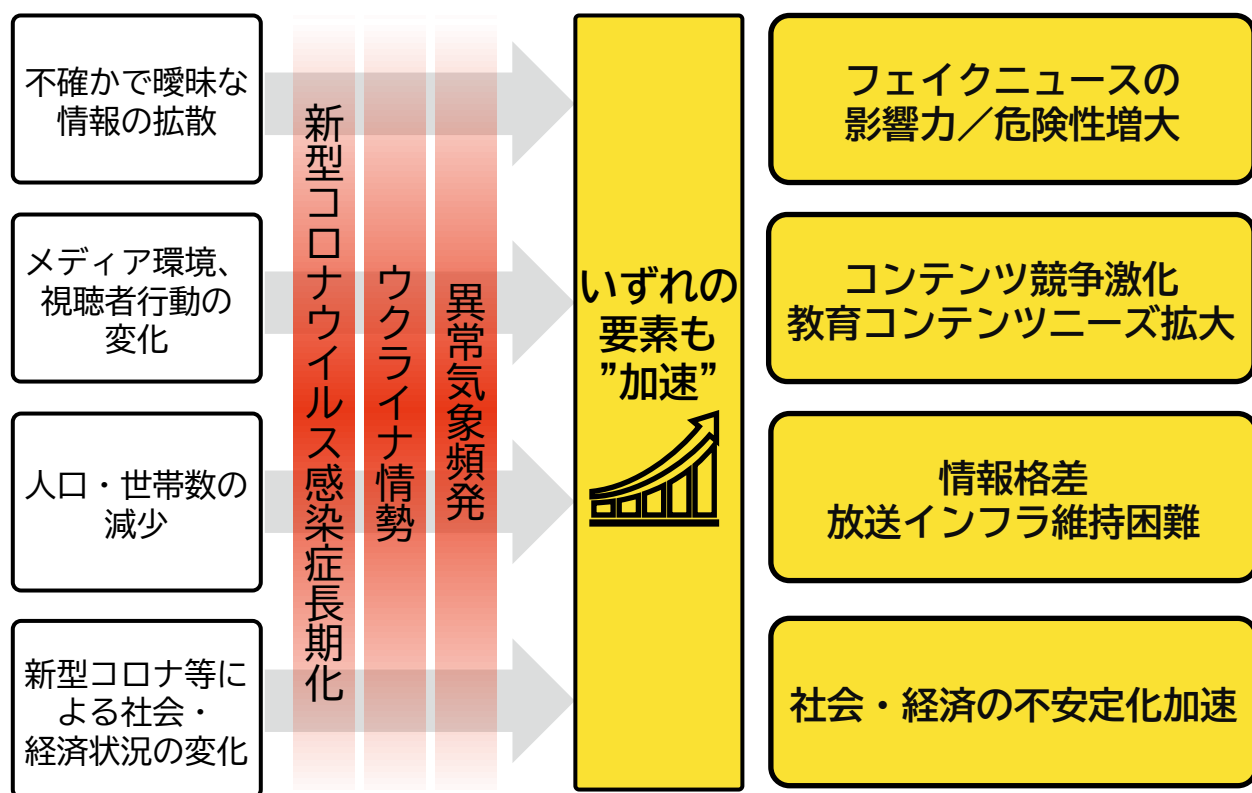 不確かで曖昧な
情報の拡散
メディア環境、
視聴者行動の
変化
人口・世帯数の
減少
新型コロナ等に
よる社会・
経済状況の変化
新型コロナウイルス感染症長期化
ウクライナ情勢
異常気象頻発
いずれの
要素も
”加速”
フェイクニュースの
影響力／危険性増大
コンテンツ競争激化
教育コンテンツニーズ拡大
情報格差
放送インフラ維持困難
社会・経済の不安定化加速